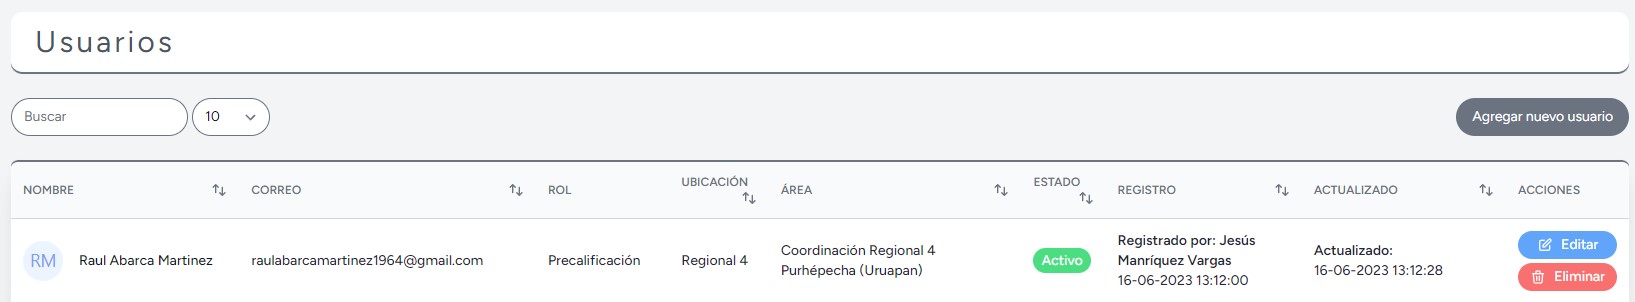 Usuarios
Buscar
10
Agregar nuevo usuario
NOMBRE
CORREO
ROL
UBICACIÓN
ÁREA
ESTADO
REGISTRO
ACTUALIZADO
ACCIONES
RM
Raul Abarca Martinez
raulabarcamartinez1964@gmail.com
Precalificación
Regional 4
Coordinación Regional 4
Purhépecha (Uruapan)
Activo
Registrado por: Jesús
Manríquez Vargas
16-06-2023 13:12:00
Actualizado:
16-06-2023 13:12:28
Editar
Eliminar